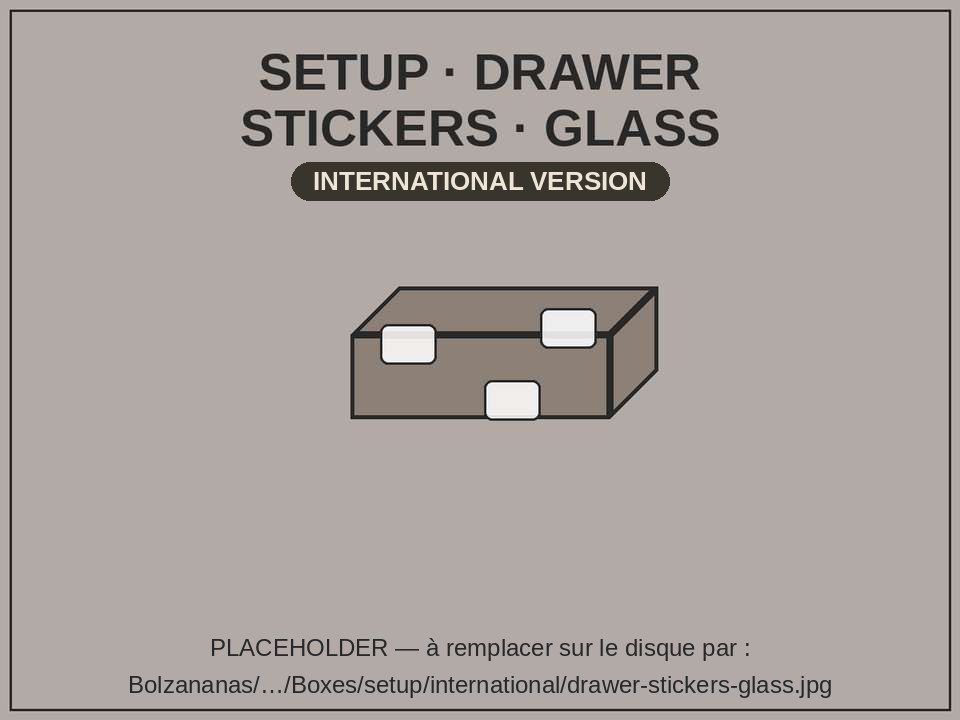 SETUP · DRAWER
STICKERS · GLASS
INTERNATIONAL VERSION
PLACEHOLDER — à remplacer sur le disque par :
Bolzananas/…/Boxes/setup/international/drawer-stickers-glass.jpg